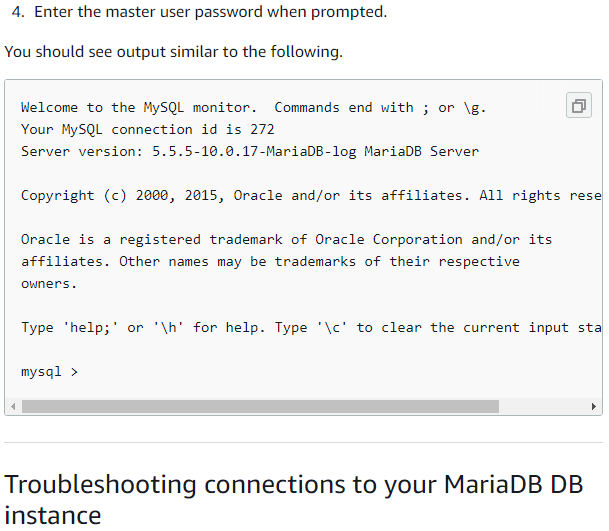 4. Enter the master user password when prompted.
You should see output similar to the following.
Welcome to the MySQL monitor.  Commands end with ; or \g.
Your MySQL connection id is 272
Server version: 5.5.5-10.0.17-MariaDB-log MariaDB Server
Copyright (c) 2000, 2015, Oracle and/or its affiliates. All rights rese
Oracle is a registered trademark of Oracle Corporation and/or its
affiliates. Other names may be trademarks of their respective
owners.
Type 'help;' or '\h' for help. Type '\c' to clear the current input sta
mysql >
Troubleshooting connections to your MariaDB DB
instance